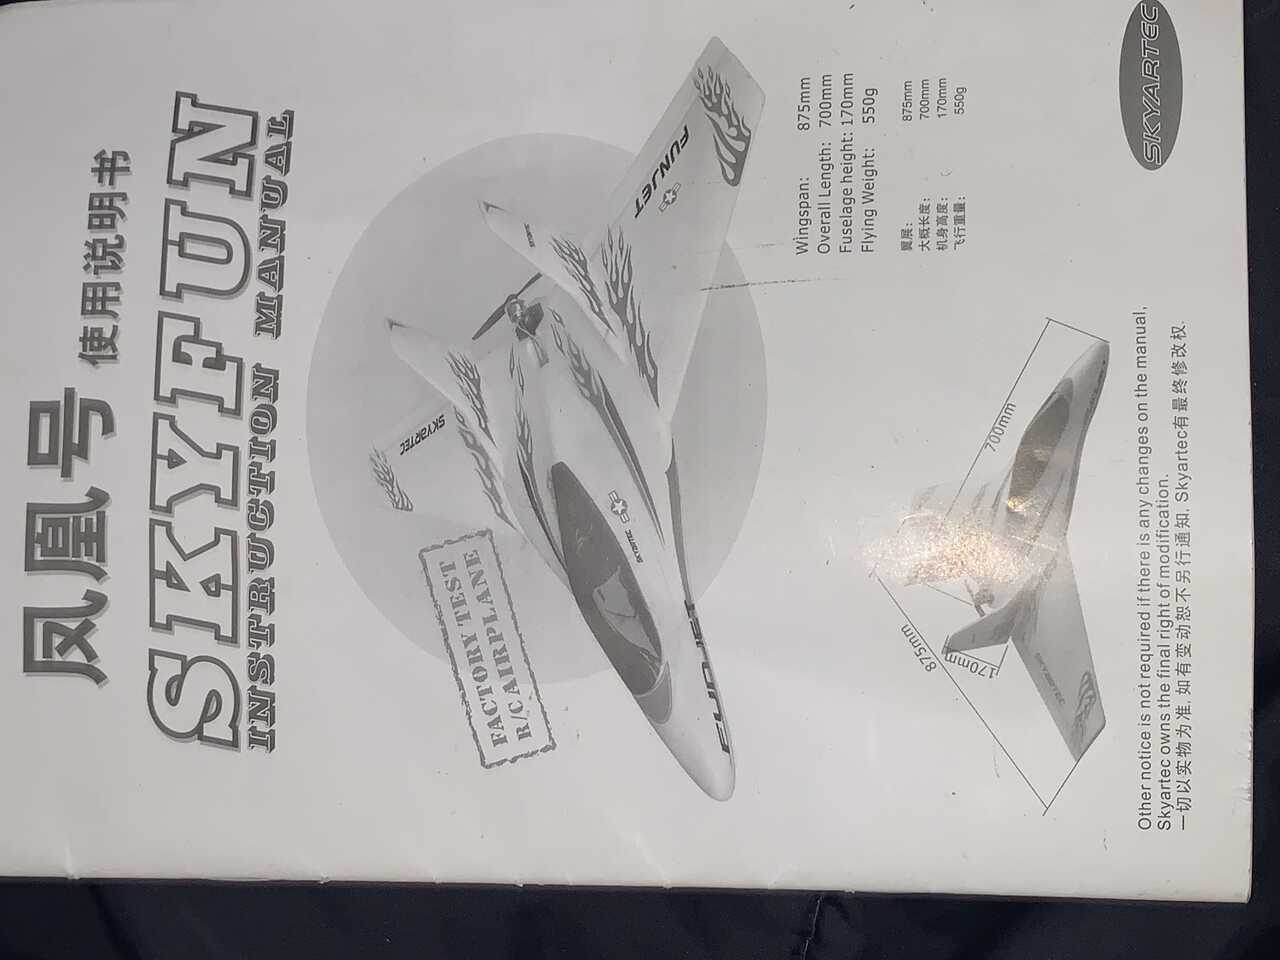 凤凰号 使用说明书
SKYFUN
INSTRUCTION MANUAL
FACTORY TEST
R/C AIRPLANE
SKYARTEC
FUNJET
SKYARTEC
FUNJET
Wingspan: 875mm
Overall Length: 700mm
Fuselage height: 170mm
Flying Weight: 550g
翼展: 875mm
大概长度: 700mm
机身高度: 170mm
飞行重量: 550g
700mm
875mm
170mm
SKYARTEC
Other notice is not required if there is any changes on the manual,
Skyartec owns the final right of modification.
一切以实物为准,如有变动恕不另行通知, Skyartec有最终修改权.
SKYARTEC